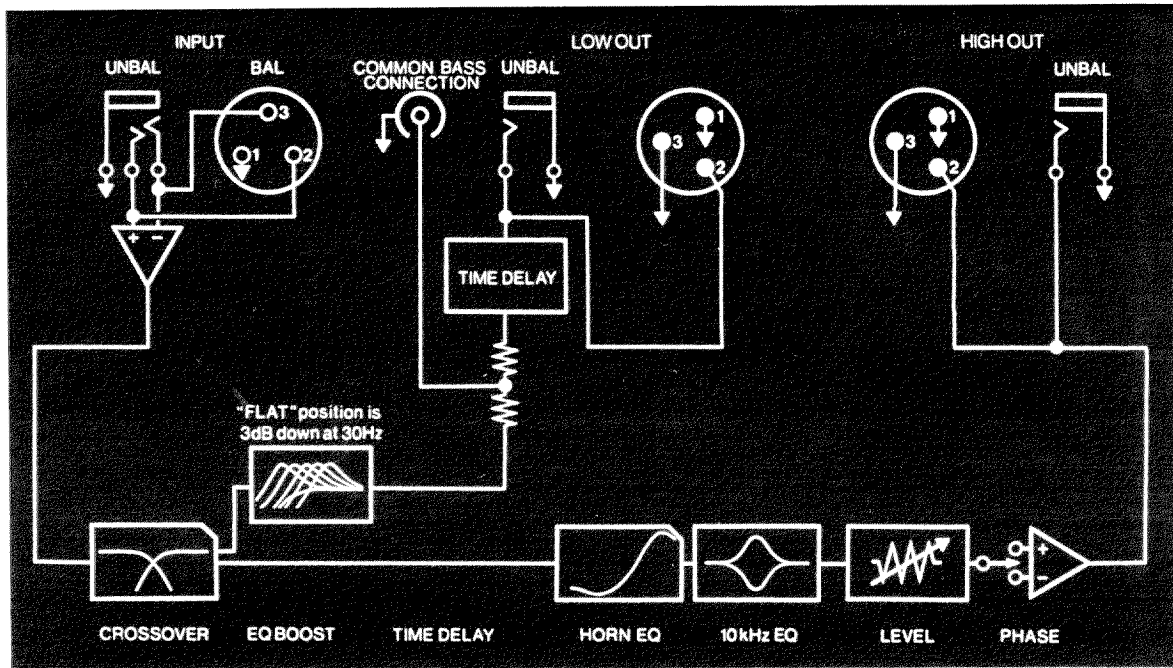 INPUT
LOW OUT
HIGH OUT
UNBAL
BAL
COMMON BASS
CONNECTION
UNBAL
UNBAL
3
1
2
1
3
2
1
3
2
+ -
TIME DELAY
"FLAT" position is
3dB down at 30Hz
+
-
CROSSOVER
EQ BOOST
TIME DELAY
HORN EQ
10kHz EQ
LEVEL
PHASE